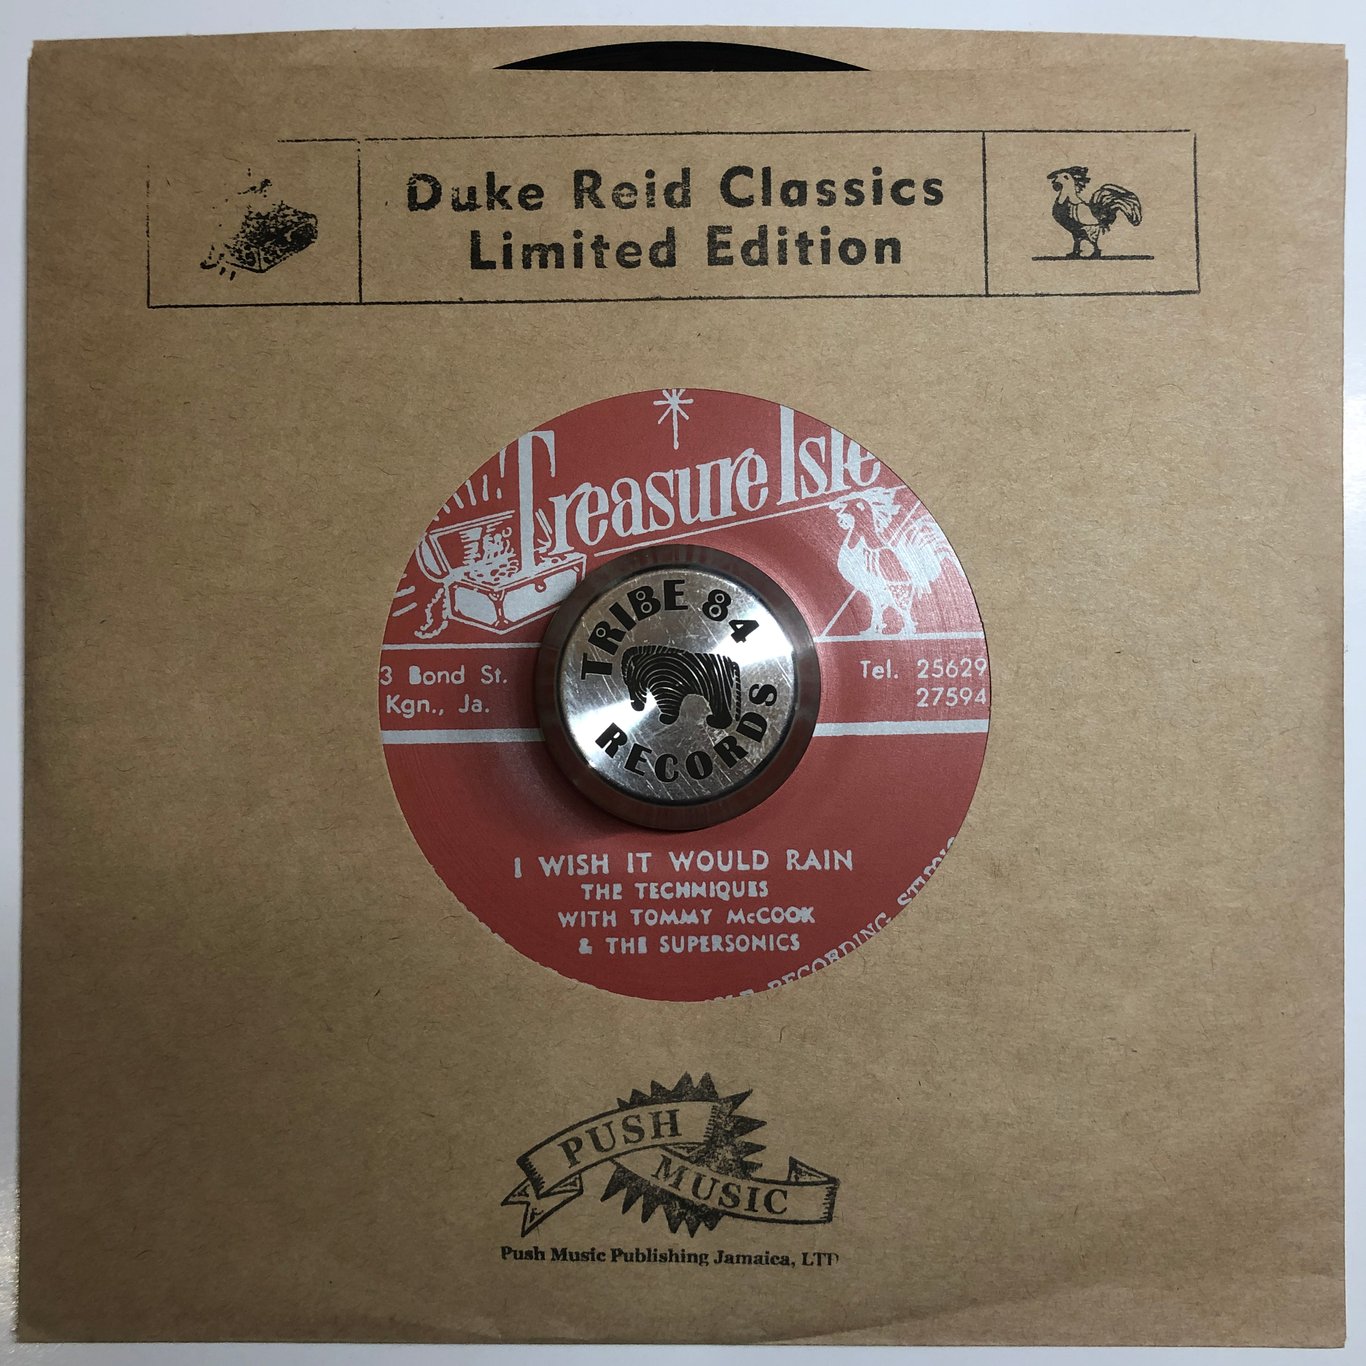 Duke Reid Classics
Limited Edition
Treasure Isle
TRIBE 84
RECORDS
3 Bond St.
Kgn., Ja.
Tel. 25629
27594
I WISH IT WOULD RAIN
THE TECHNIQUES
WITH TOMMY McCOOK
& THE SUPERSONICS
RECORDING
PUSH
MUSIC
Push Music Publishing Jamaica, LTD